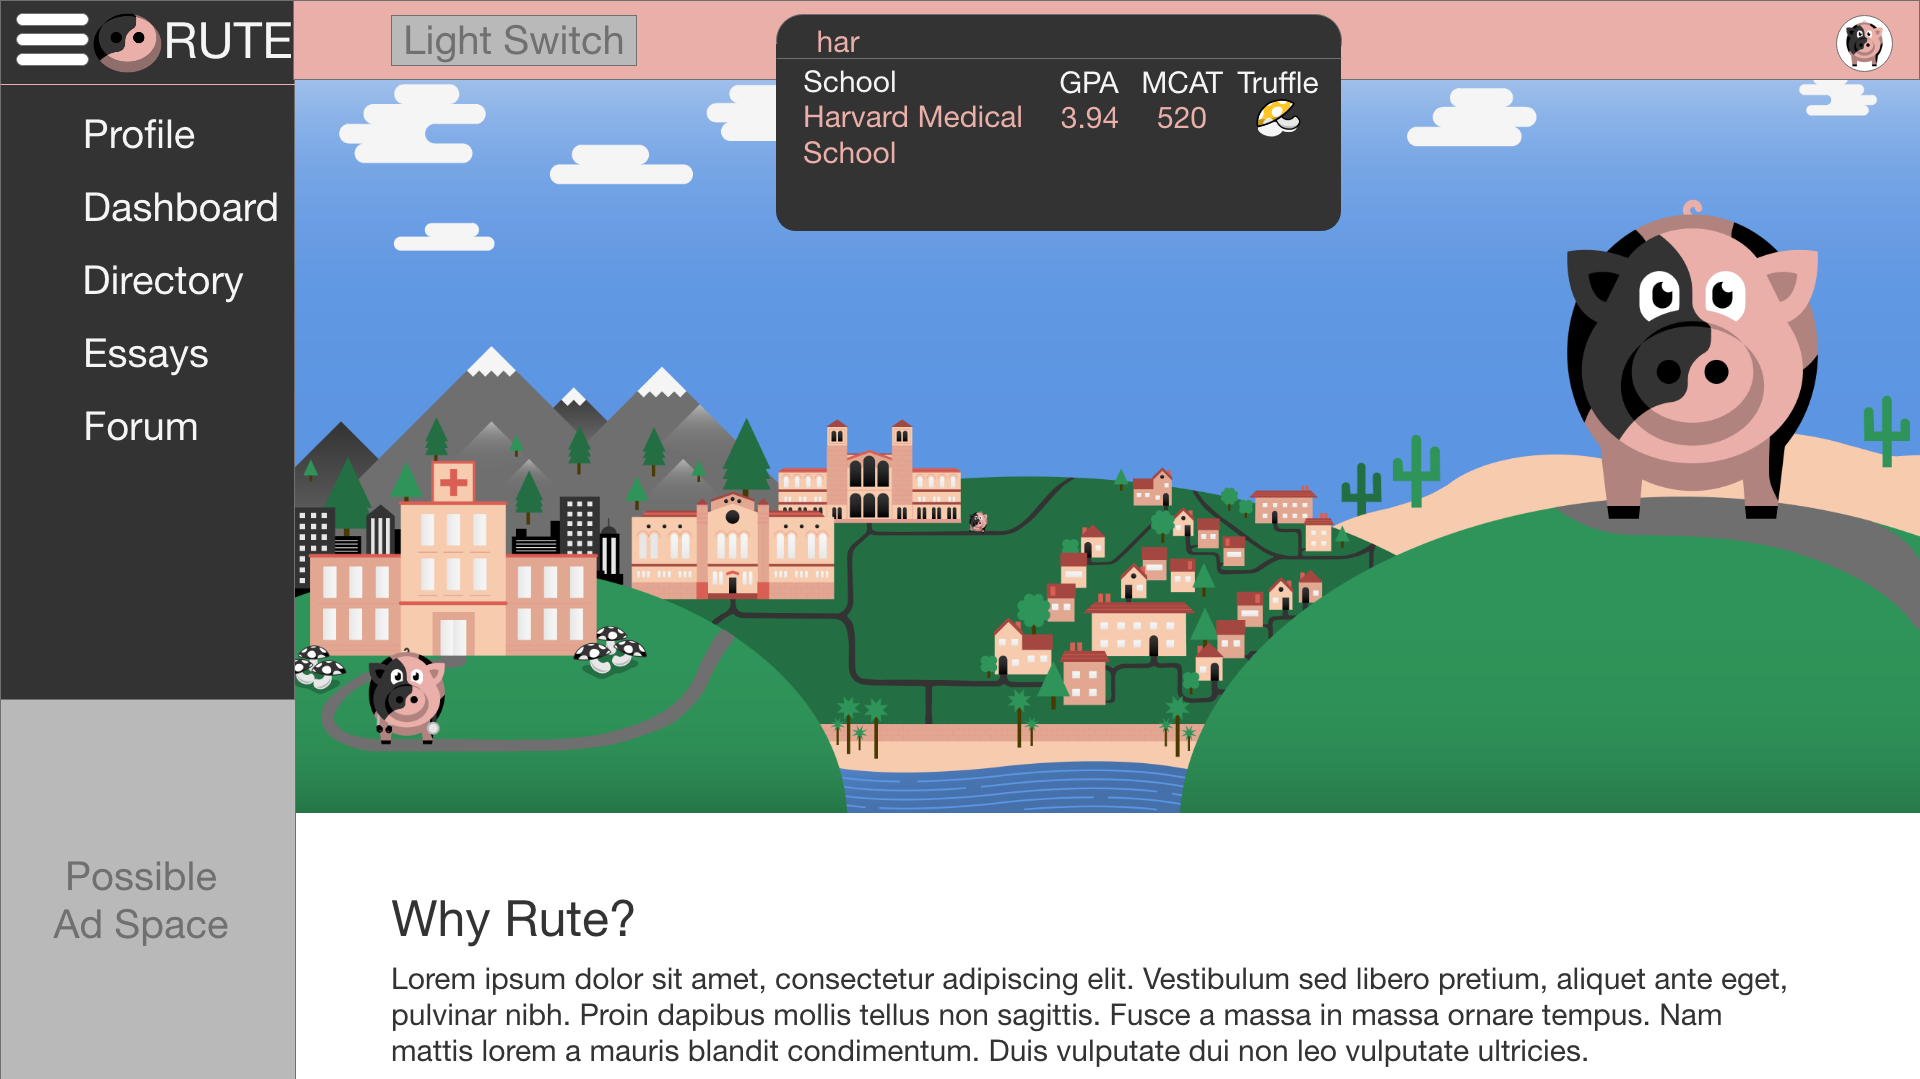 RUTE
Light Switch
har
School GPA MCAT Truffle
Harvard Medical 3.94 520
School
Profile
Dashboard
Directory
Essays
Forum
Possible
Ad Space
Why Rute?
Lorem ipsum dolor sit amet, consectetur adipiscing elit. Vestibulum sed libero pretium, aliquet ante eget,
pulvinar nibh. Proin dapibus mollis tellus non sagittis. Fusce a massa in massa ornare tempus. Nam
mattis lorem a mauris blandit condimentum. Duis vulputate dui non leo vulputate ultricies.